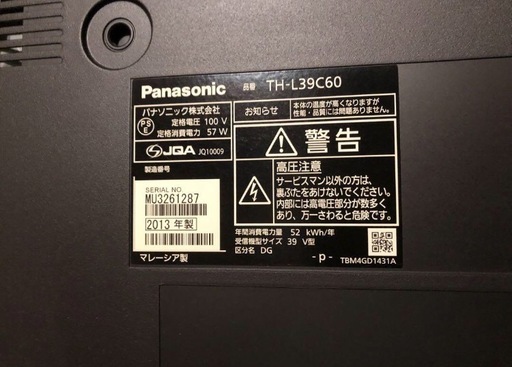 Panasonic
品番 TH-L39C60
パナソニック株式会社
定格電圧 100 V
定格消費電力 57 W
PS
E
JQA JQ10009
製造番号
SERIAL NO.
MU3261287
2013 年製
マレーシア製
お知らせ
本体の温度が高くなりますが
性能・品質には問題ありません。
警告
高圧注意
サービスマン以外の方は、
裏ぶたをあけないでください。
内部には高電圧部分が数多く
あり、万一さわると危険です。
年間消費電力量 52 kWh/年
受信機型サイズ 39 V型
区分名 DG
- p -
TBM4GD1431A